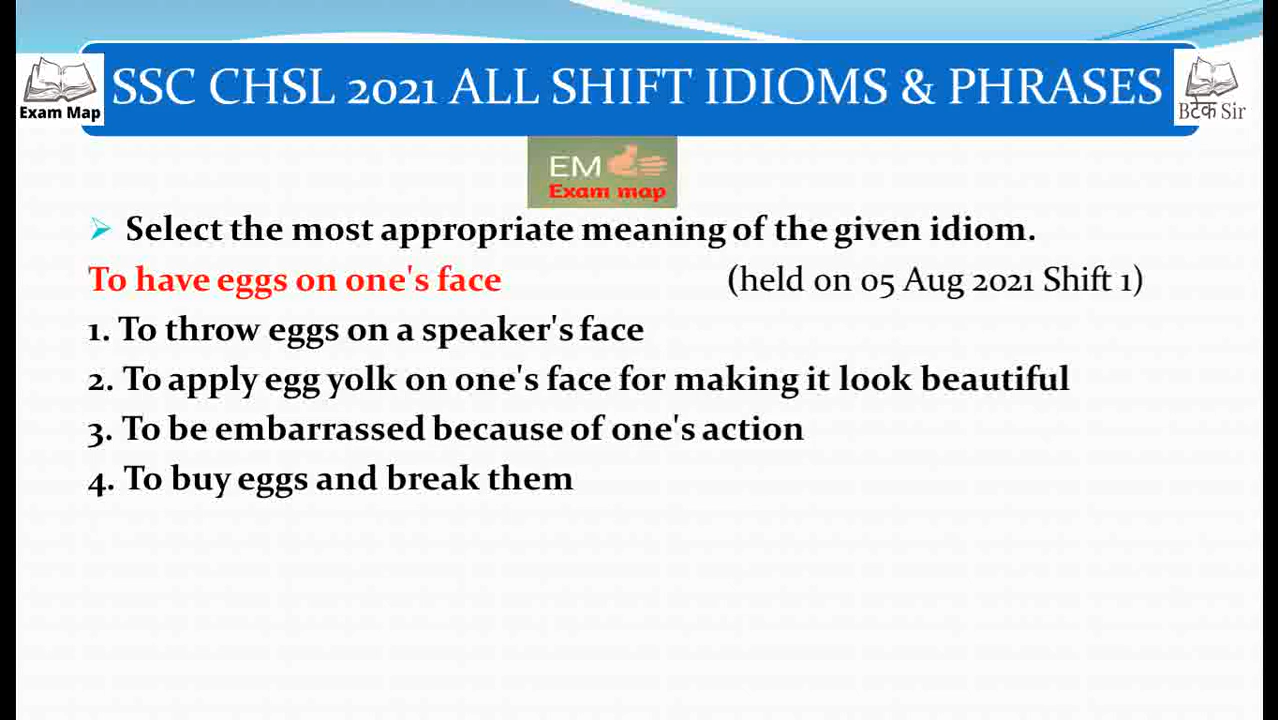 SSC CHSL 2021 ALL SHIFT IDIOMS & PHRASES
Exam Map
Bटेक Sir
EM
Exam map
➢ Select the most appropriate meaning of the given idiom.
To have eggs on one's face (held on 05 Aug 2021 Shift 1)
1. To throw eggs on a speaker's face
2. To apply egg yolk on one's face for making it look beautiful
3. To be embarrassed because of one's action
4. To buy eggs and break them